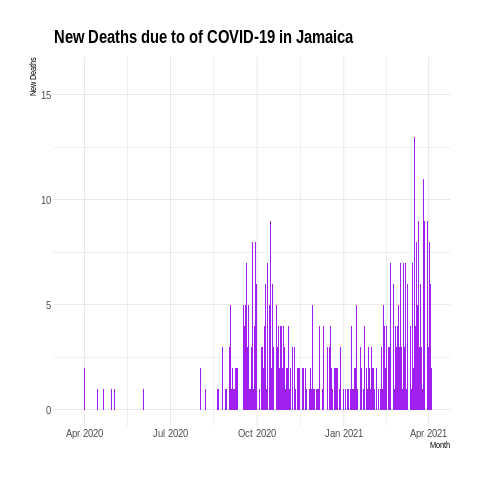 New Deaths due to of COVID-19 in Jamaica
New Deaths
15
10
5
0
Apr 2020 Jul 2020 Oct 2020 Jan 2021 Apr 2021
Month